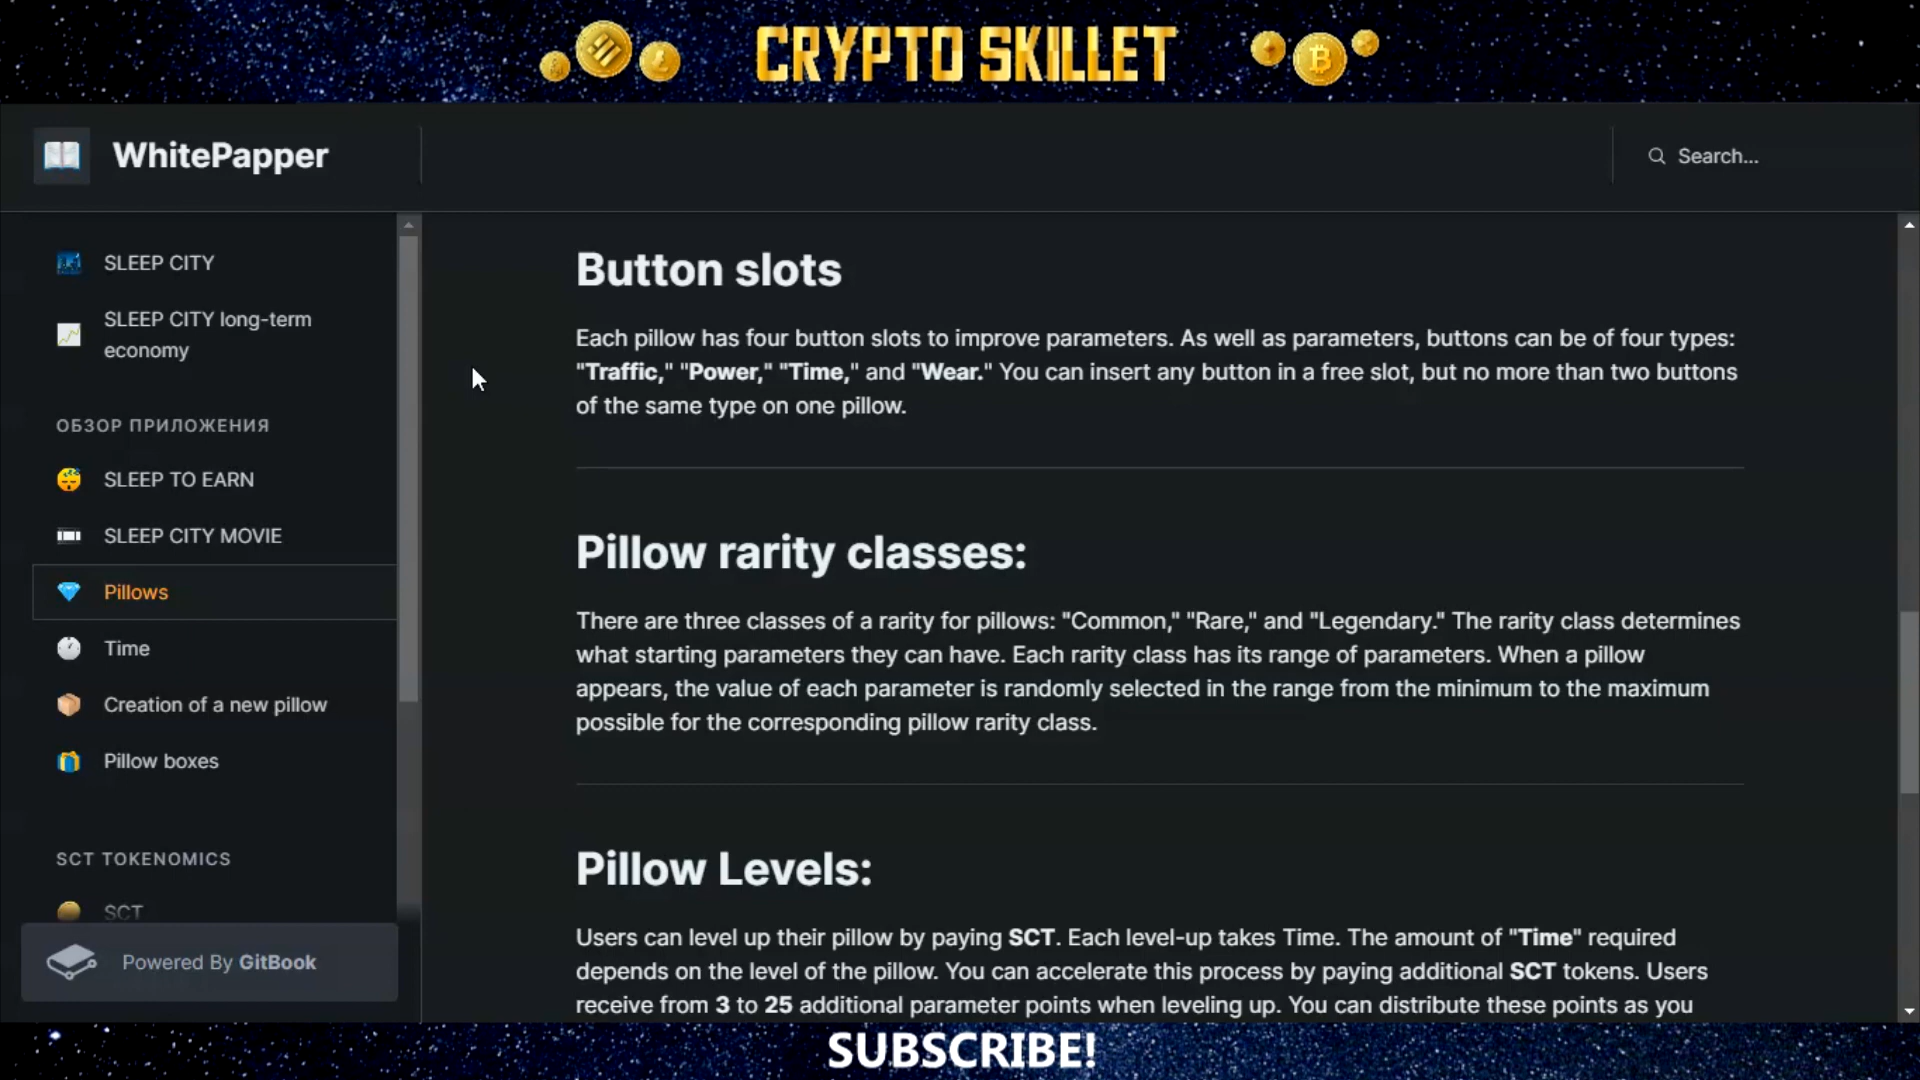 CRYPTO SKILLET
WhitePapper
Search...
SLEEP CITY
SLEEP CITY long-term
economy
ОБЗОР ПРИЛОЖЕНИЯ
SLEEP TO EARN
SLEEP CITY MOVIE
Pillows
Time
Creation of a new pillow
Pillow boxes
SCT TOKENOMICS
SCT
Powered By GitBook
Button slots
Each pillow has four button slots to improve parameters. As well as parameters, buttons can be of four types:
"Traffic," "Power," "Time," and "Wear." You can insert any button in a free slot, but no more than two buttons
of the same type on one pillow.
Pillow rarity classes:
There are three classes of a rarity for pillows: "Common," "Rare," and "Legendary." The rarity class determines
what starting parameters they can have. Each rarity class has its range of parameters. When a pillow
appears, the value of each parameter is randomly selected in the range from the minimum to the maximum
possible for the corresponding pillow rarity class.
Pillow Levels:
Users can level up their pillow by paying SCT. Each level-up takes Time. The amount of "Time" required
depends on the level of the pillow. You can accelerate this process by paying additional SCT tokens. Users
receive from 3 to 25 additional parameter points when leveling up. You can distribute these points as you
SUBSCRIBE!